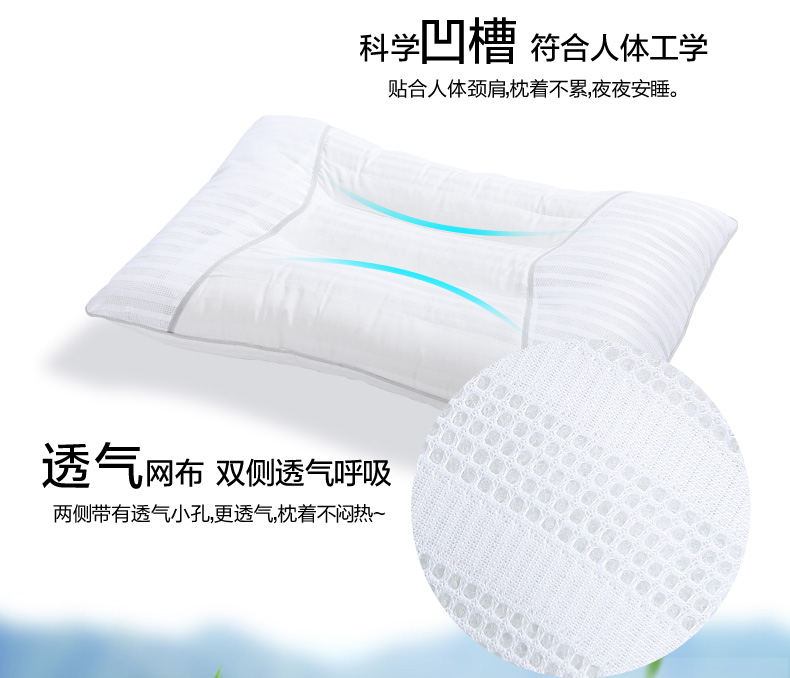 科学凹槽 符合人体工学
贴合人体颈肩,枕着不累,夜夜安睡。
透气网布 双侧透气呼吸
两侧带有透气小孔,更透气,枕着不闷热~